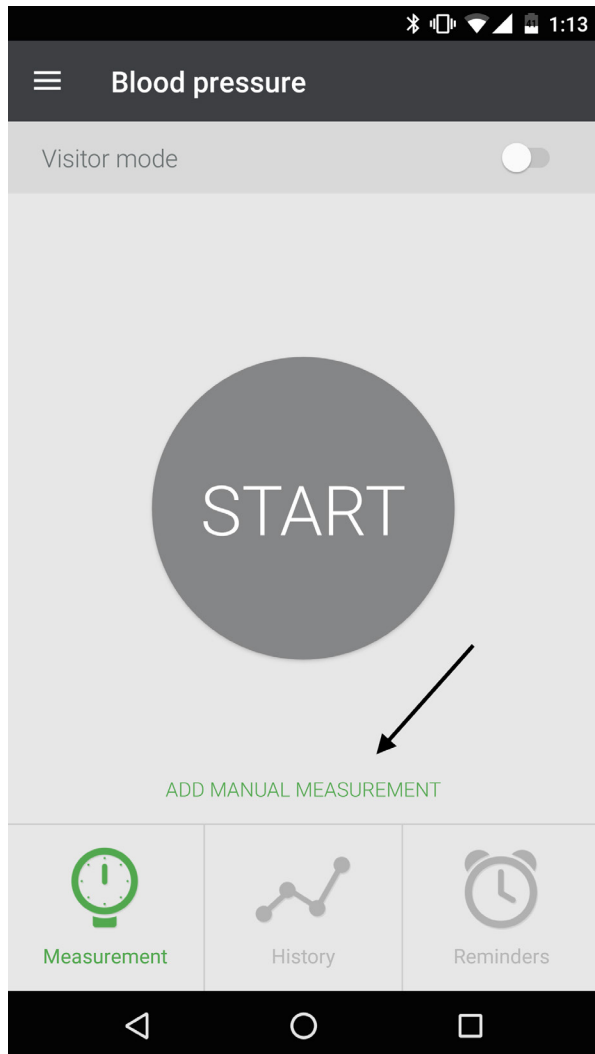 1:13
Blood pressure
Visitor mode
START
ADD MANUAL MEASUREMENT
Measurement
History
Reminders